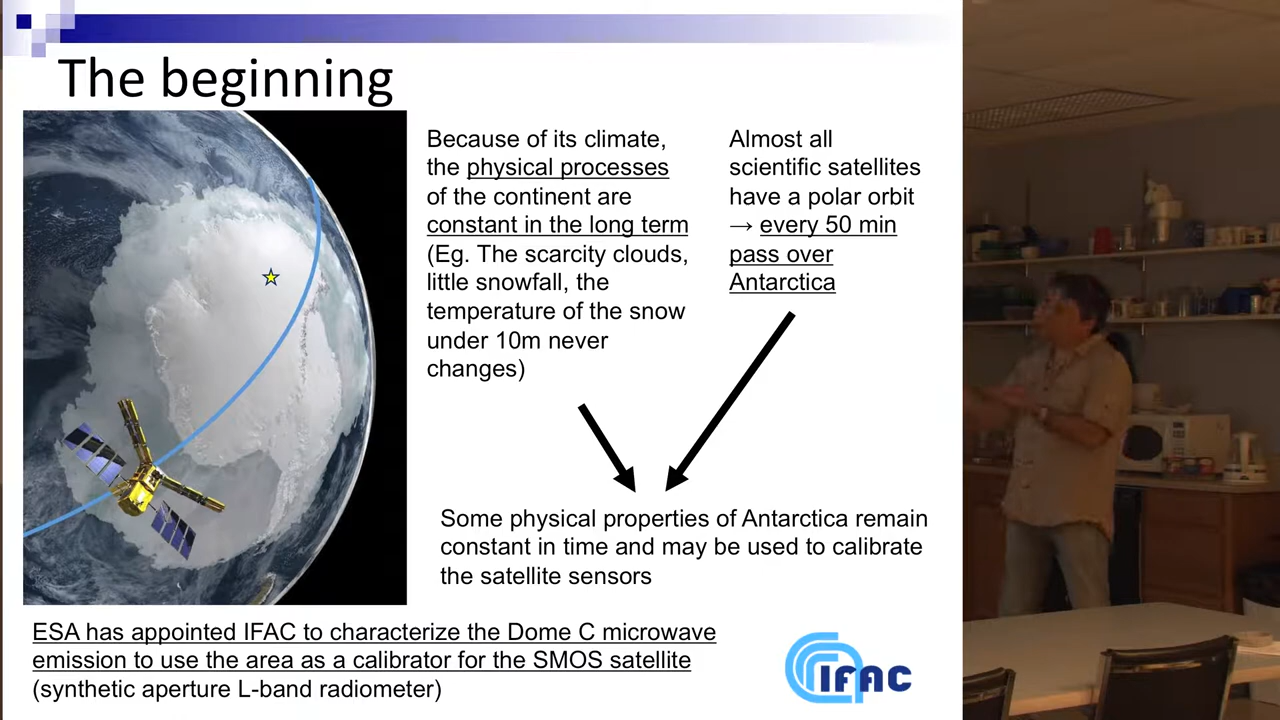 The beginning
Because of its climate,
the physical processes
of the continent are
constant in the long term
(Eg. The scarcity clouds,
little snowfall, the
temperature of the snow
under 10m never
changes)
Almost all
scientific satellites
have a polar orbit
→ every 50 min
pass over
Antarctica
Some physical properties of Antarctica remain
constant in time and may be used to calibrate
the satellite sensors
ESA has appointed IFAC to characterize the Dome C microwave
emission to use the area as a calibrator for the SMOS satellite
(synthetic aperture L-band radiometer)
IFAC